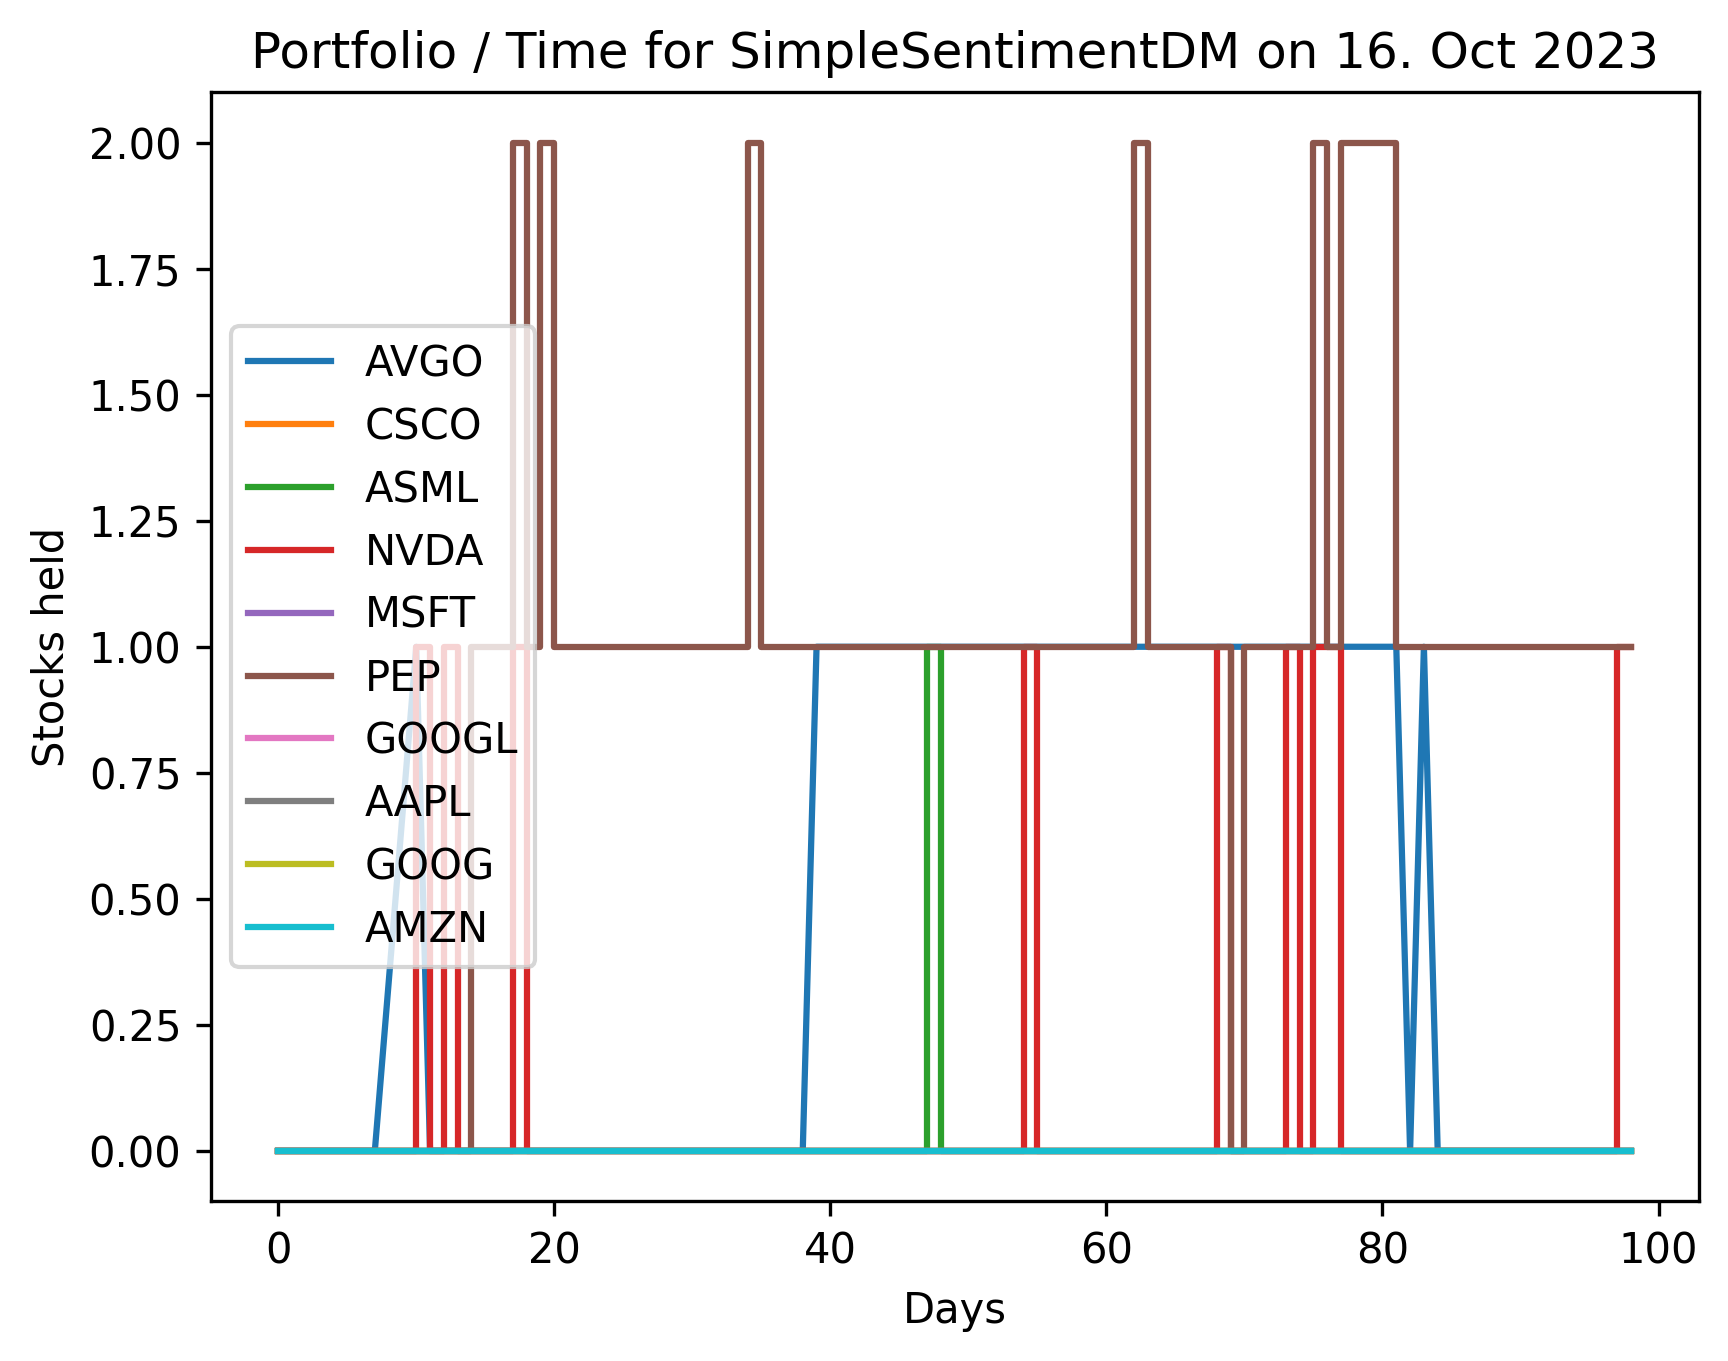 Portfolio / Time for SimpleSentimentDM on 16. Oct 2023
2.00
1.75
1.50
1.25
1.00
0.75
0.50
0.25
0.00
Stocks held
AVGO
CSCO
ASML
NVDA
MSFT
PEP
GOOGL
AAPL
GOOG
AMZN
0 20 40 60 80 100
Days